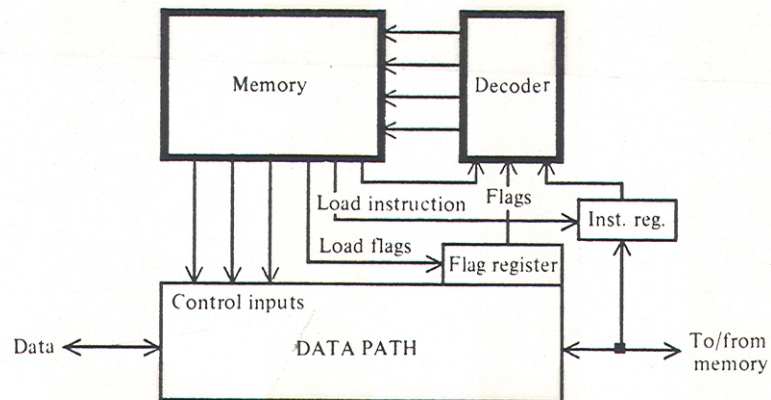 Memory
Decoder
Load instruction
Flags
Inst. reg.
Load flags
Flag register
Control inputs
Data
DATA PATH
To/from
memory